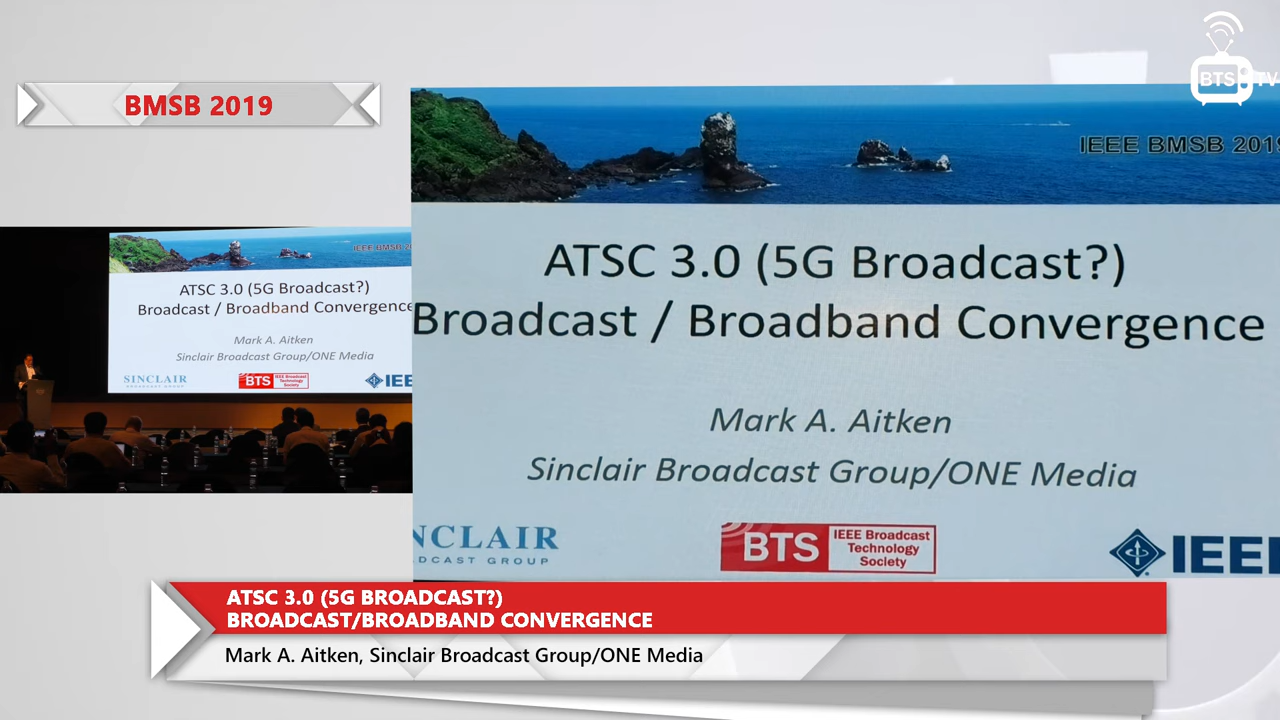 BTS TV
BMSB 2019
IEEE BMSB 2019
ATSC 3.0 (5G Broadcast?)
Broadcast / Broadband Convergence
Mark A. Aitken
Sinclair Broadcast Group/ONE Media
SINCLAIR
BROADCAST GROUP
BTS IEEE Broadcast
Technology
Society
IEE
IEEE BMSB 201
ATSC 3.0 (5G Broadcast?)
Broadcast / Broadband Convergence
Mark A. Aitken
Sinclair Broadcast Group/ONE Media
NCLAIR
DCAST GROUP
BTS
IEEE Broadcast
Technology
Society
IEEE
ATSC 3.0 (5G BROADCAST?)
BROADCAST/BROADBAND CONVERGENCE
Mark A. Aitken, Sinclair Broadcast Group/ONE Media